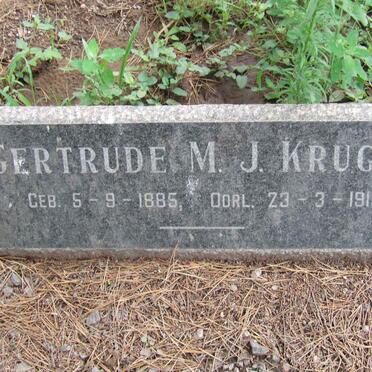 GERTRUDE M. J. KRUG
GEB. 5-9-1885, OORL. 23-3-191